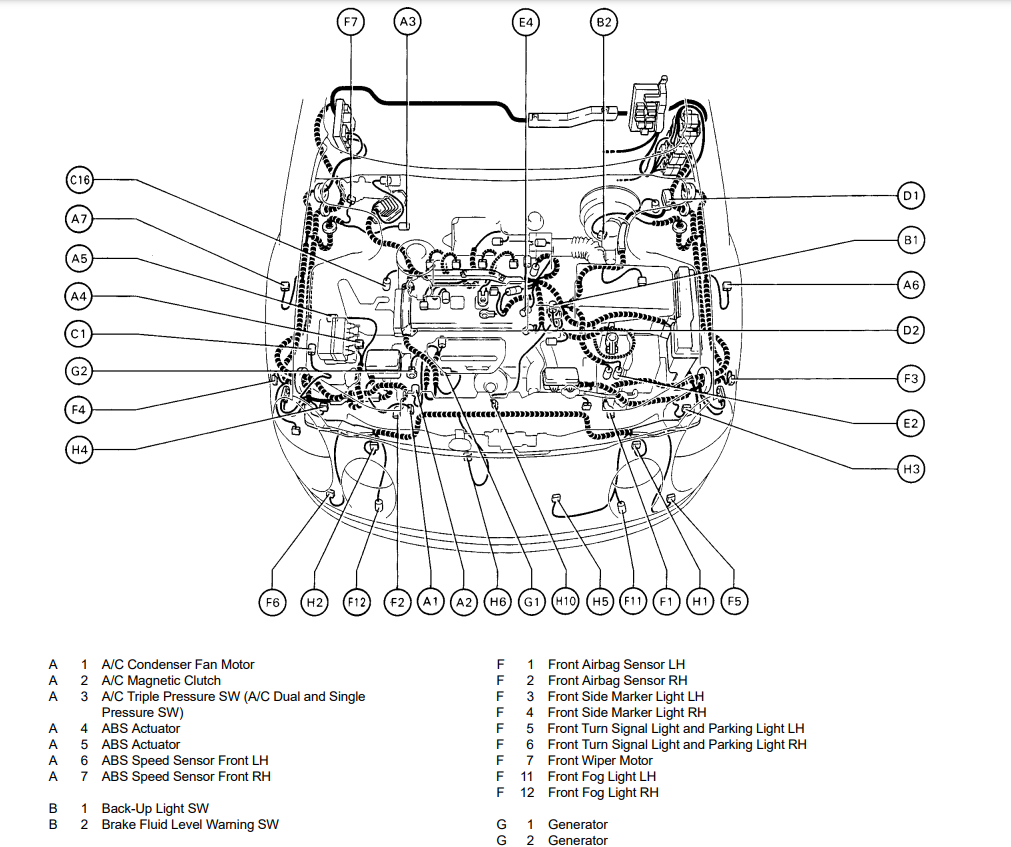 F7 A3 E4 B2
C16
D1
A7
B1
A5
A6
A4
D2
C1
G2
F3
F4
E2
H4
H3
F6 H2 F12 F2 A1 A2 H6 G1 H10 H5 F11 F1 H1 F5
A 1 A/C Condenser Fan Motor
A 2 A/C Magnetic Clutch
A 3 A/C Triple Pressure SW (A/C Dual and Single
Pressure SW)
A 4 ABS Actuator
A 5 ABS Actuator
A 6 ABS Speed Sensor Front LH
A 7 ABS Speed Sensor Front RH
B 1 Back-Up Light SW
B 2 Brake Fluid Level Warning SW
F 1 Front Airbag Sensor LH
F 2 Front Airbag Sensor RH
F 3 Front Side Marker Light LH
F 4 Front Side Marker Light RH
F 5 Front Turn Signal Light and Parking Light LH
F 6 Front Turn Signal Light and Parking Light RH
F 7 Front Wiper Motor
F 11 Front Fog Light LH
F 12 Front Fog Light RH
G 1 Generator
G 2 Generator